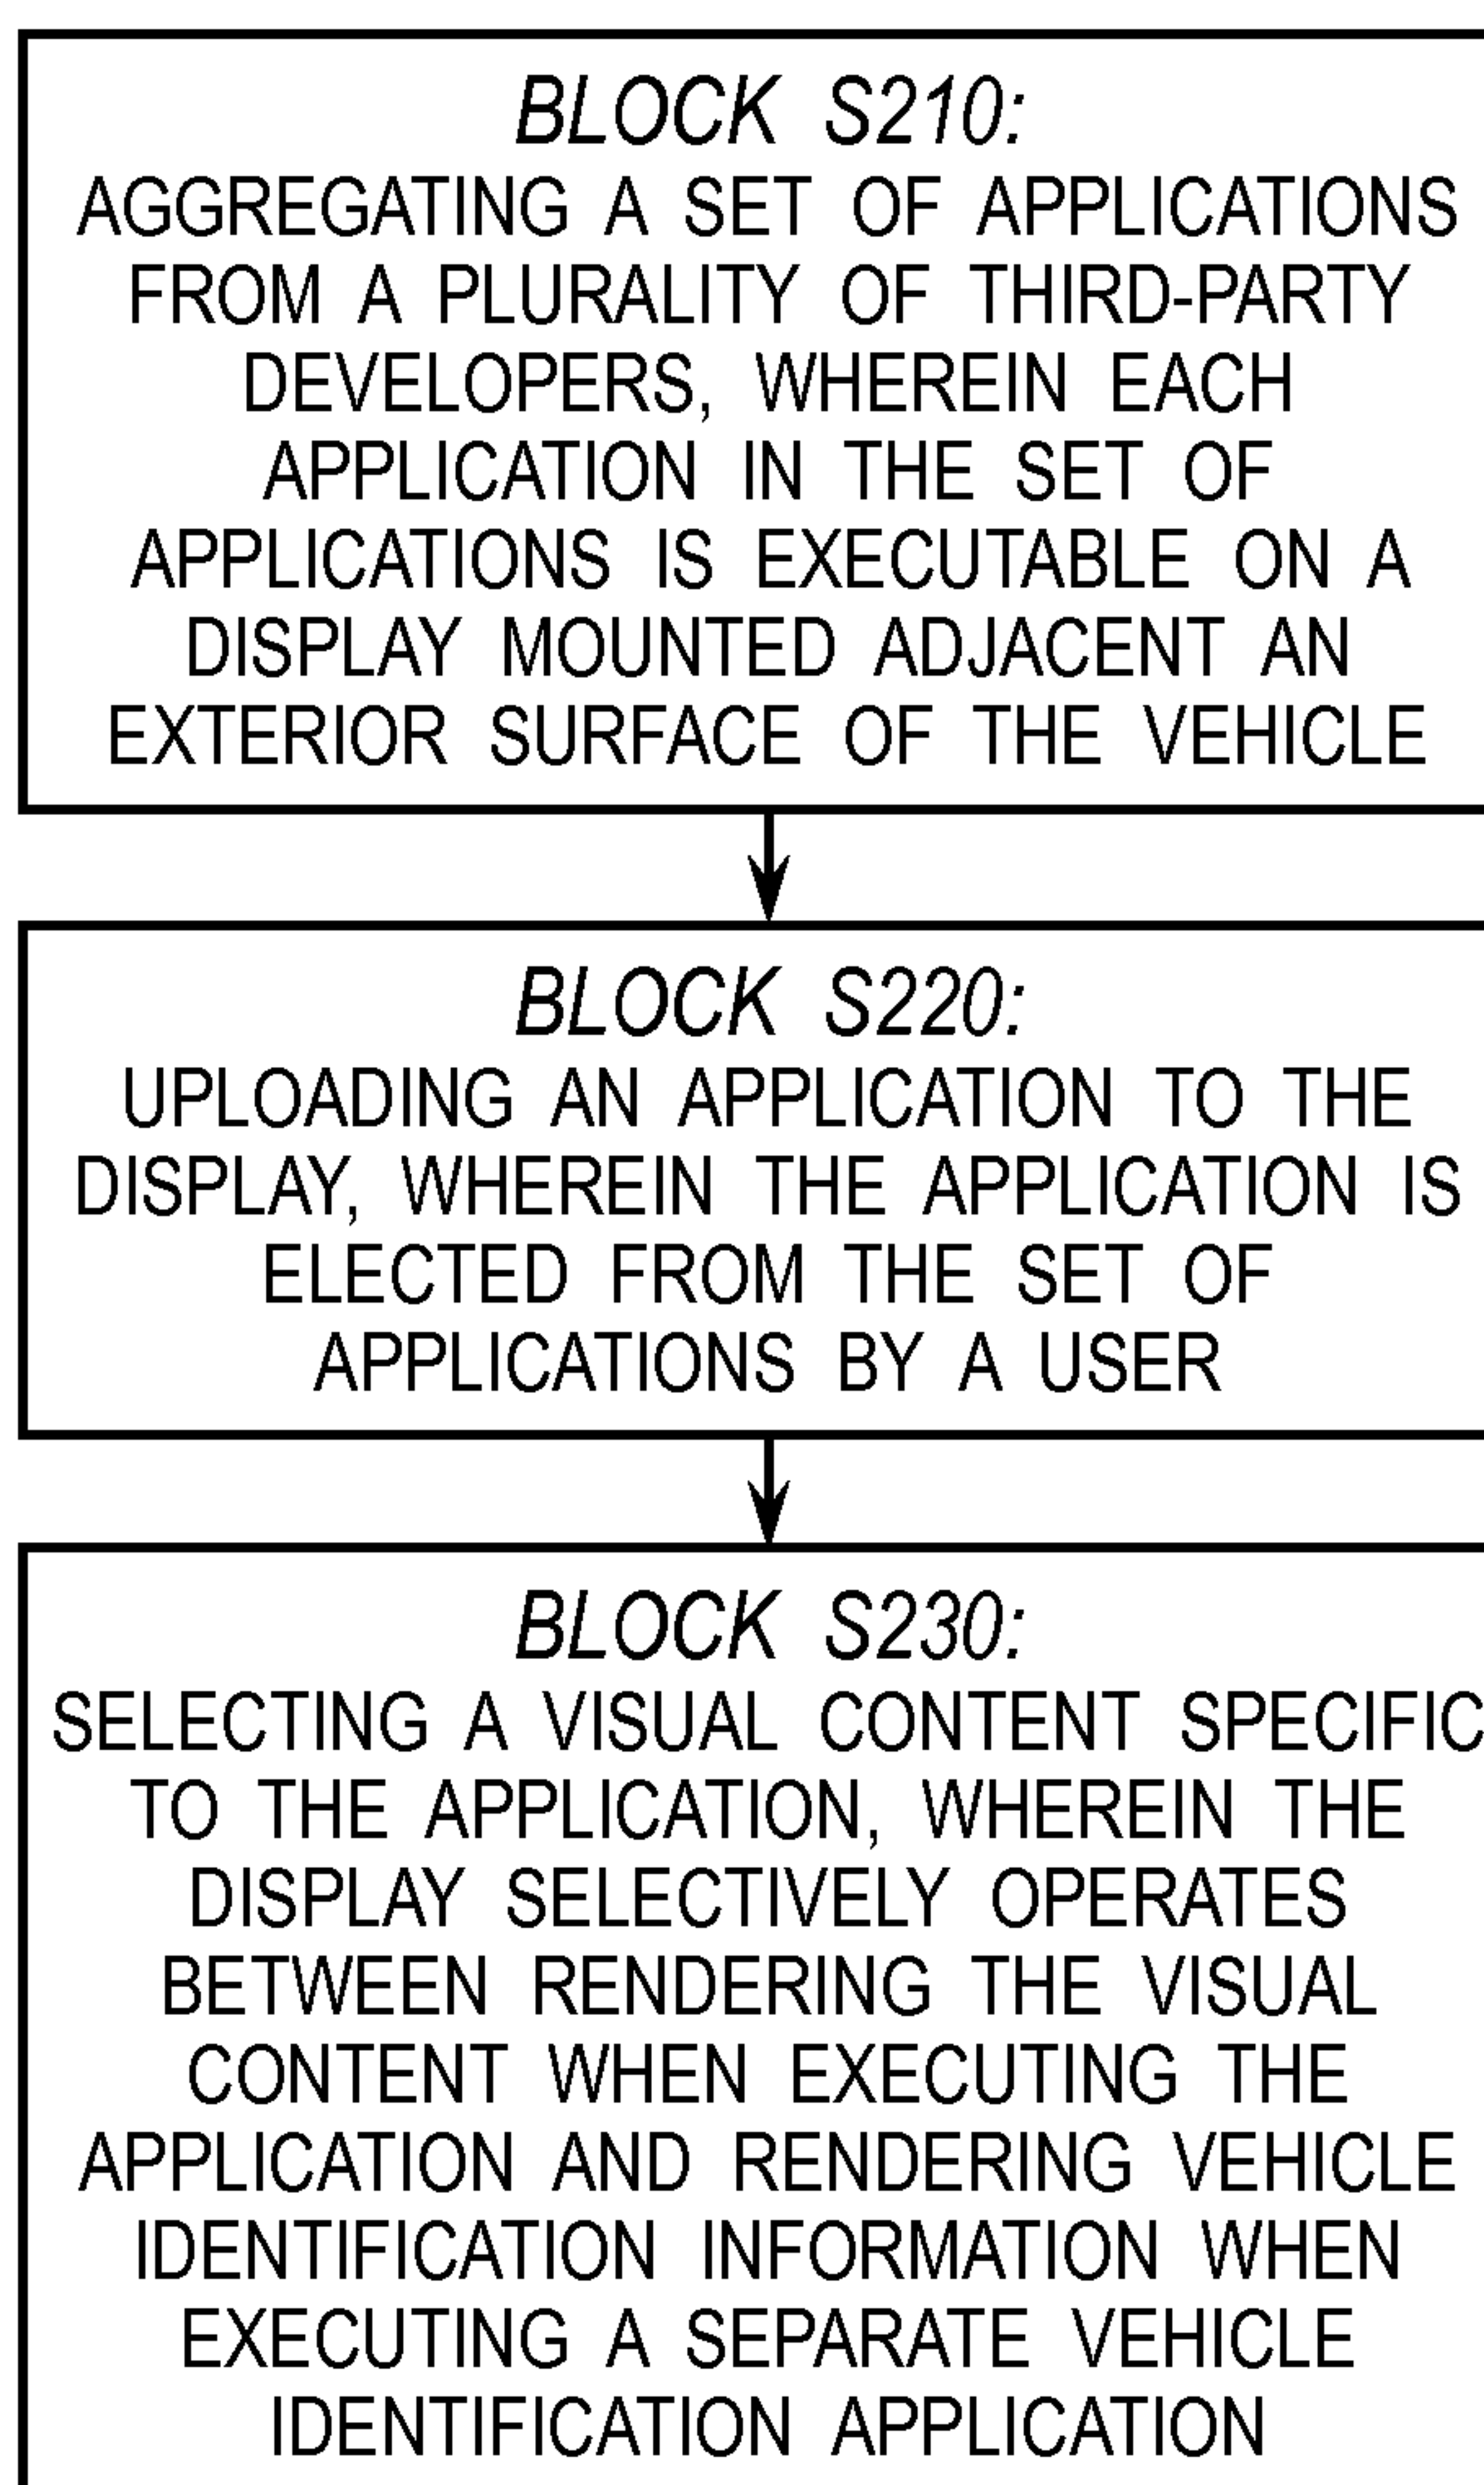 BLOCK S210:
AGGREGATING A SET OF APPLICATIONS
FROM A PLURALITY OF THIRD-PARTY
DEVELOPERS, WHEREIN EACH
APPLICATION IN THE SET OF
APPLICATIONS IS EXECUTABLE ON A
DISPLAY MOUNTED ADJACENT AN
EXTERIOR SURFACE OF THE VEHICLE
BLOCK S220:
UPLOADING AN APPLICATION TO THE
DISPLAY, WHEREIN THE APPLICATION IS
ELECTED FROM THE SET OF
APPLICATIONS BY A USER
BLOCK S230:
SELECTING A VISUAL CONTENT SPECIFIC
TO THE APPLICATION, WHEREIN THE
DISPLAY SELECTIVELY OPERATES
BETWEEN RENDERING THE VISUAL
CONTENT WHEN EXECUTING THE
APPLICATION AND RENDERING VEHICLE
IDENTIFICATION INFORMATION WHEN
EXECUTING A SEPARATE VEHICLE
IDENTIFICATION APPLICATION